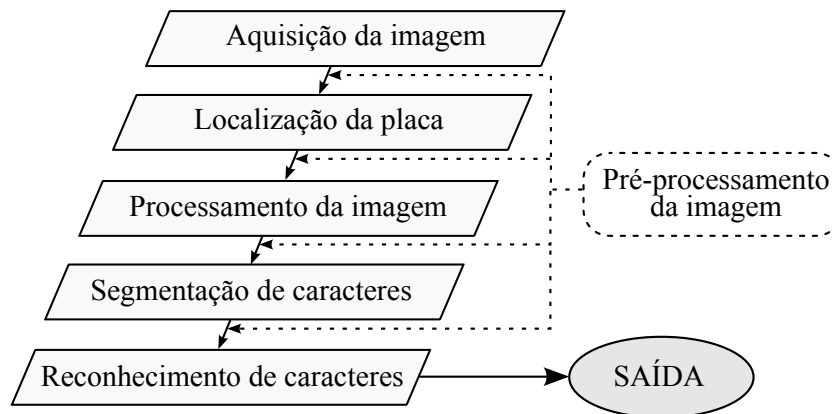 Aquisição da imagem
Localização da placa
Processamento da imagem
Pré-processamento
da imagem
Segmentação de caracteres
Reconhecimento de caracteres
SAÍDA